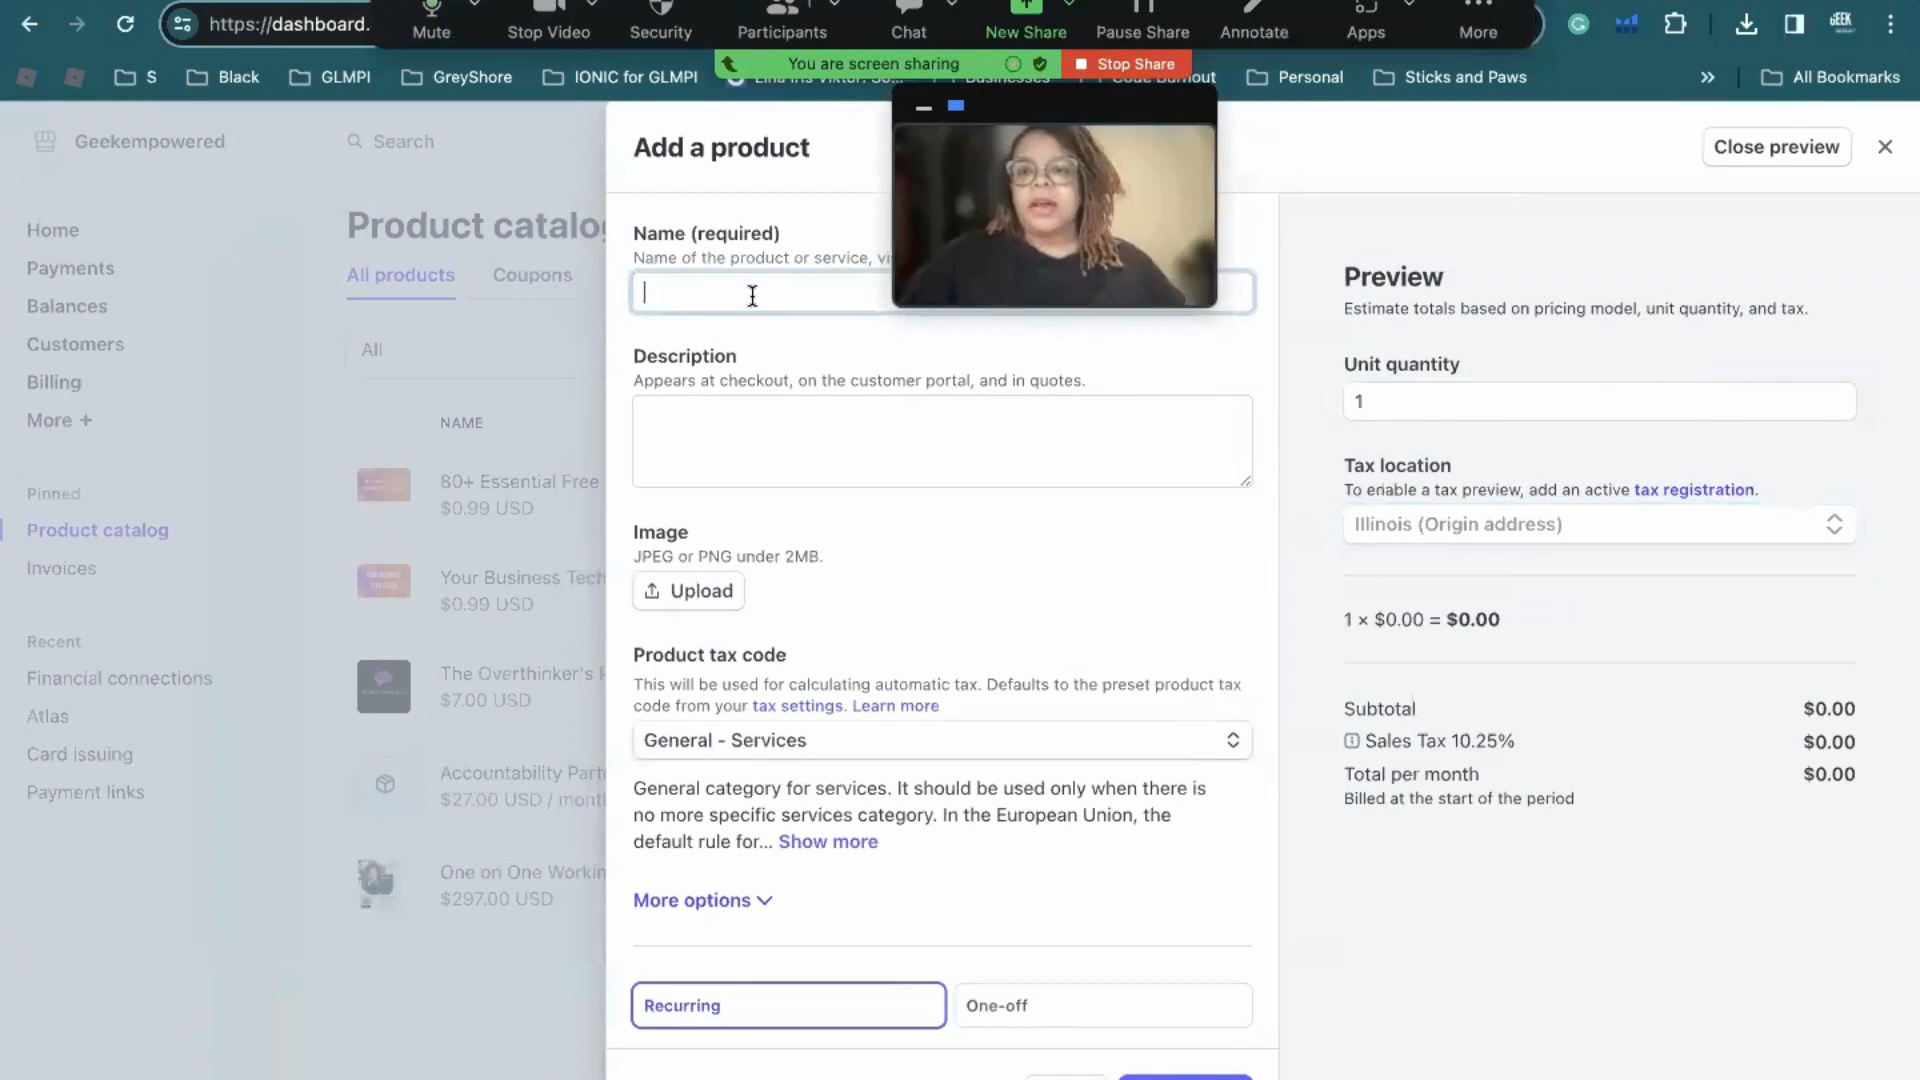 https://dashboard.
Mute
Stop Video
Security
Participants
1
Chat
New Share
Pause Share
Annotate
Apps
More
GEEK
You are screen sharing
Stop Share
S
Black
GLMPI
GreyShore
IONIC for GLMPI
Businesses
Code Burnout
Personal
Sticks and Paws
All Bookmarks
Geekempowered
Search
Home
Payments
Balances
Customers
Billing
More +
Pinned
Product catalog
Invoices
Recent
Financial connections
Atlas
Card issuing
Payment links
Product catalo
All products
Coupons
All
NAME
80+ Essential Free
$0.99 USD
Your Business Tech
$0.99 USD
The Overthinker's
$7.00 USD
Accountability Part
$27.00 USD / mont
One on One Workin
$297.00 USD
Add a product
Name (required)
Name of the product or service, vi
Description
Appears at checkout, on the customer portal, and in quotes.
Image
JPEG or PNG under 2MB.
Upload
Product tax code
This will be used for calculating automatic tax. Defaults to the preset product tax
code from your tax settings. Learn more
General - Services
General category for services. It should be used only when there is
no more specific services category. In the European Union, the
default rule for... Show more
More options
Recurring
One-off
Close preview
Preview
Estimate totals based on pricing model, unit quantity, and tax.
Unit quantity
1
Tax location
To enable a tax preview, add an active tax registration.
Illinois (Origin address)
1 × $0.00 = $0.00
Subtotal
$0.00
Sales Tax 10.25%
$0.00
Total per month
$0.00
Billed at the start of the period